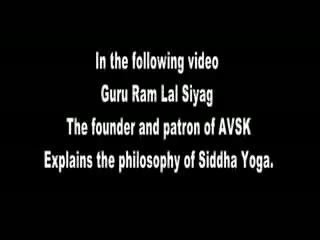 In the following video
Guru Ram Lal Siyag
The founder and patron of AVSK
Explains the philosophy of Siddha Yoga.